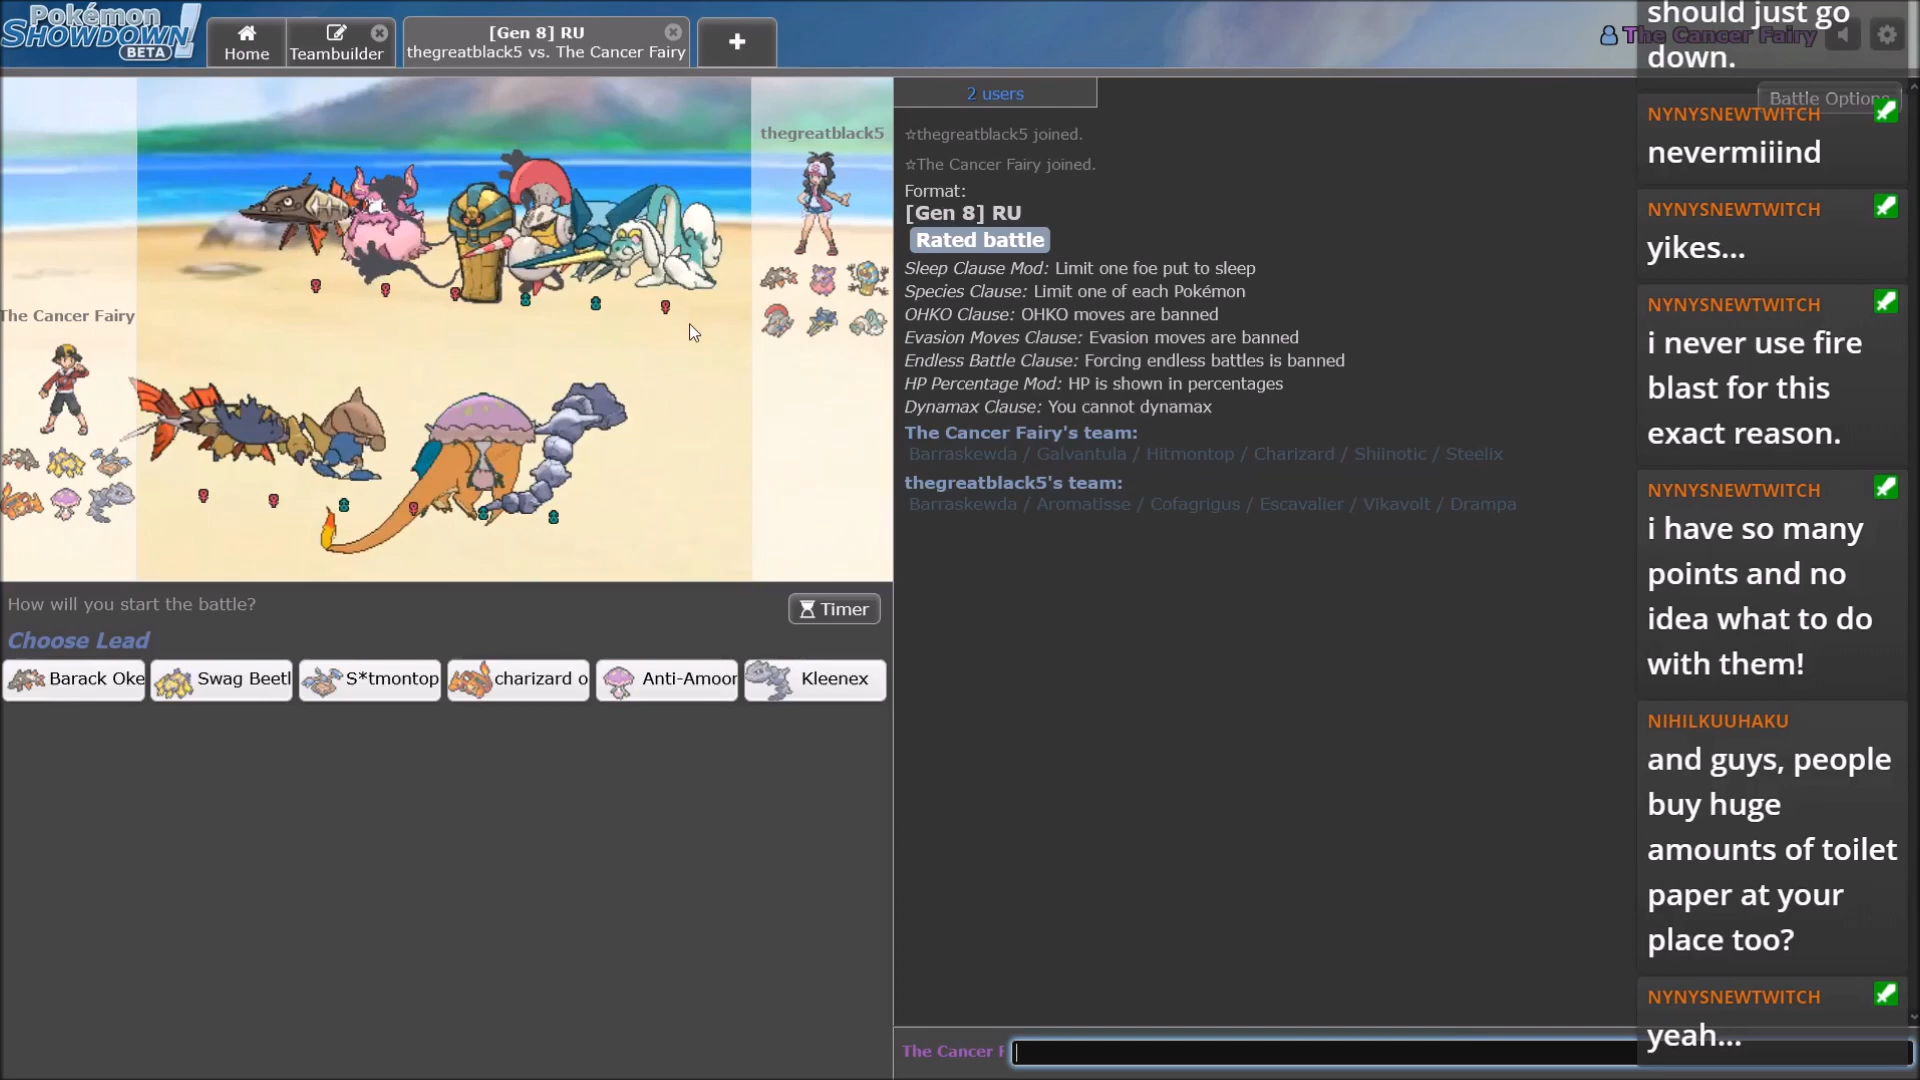 Pokémon
SHOWDOWN!
BETA
Home
Teambuilder
[Gen 8] RU
thegreatblack5 vs. The Cancer Fairy
The Cancer Fairy
thegreatblack5
The Cancer Fairy
How will you start the battle?
Timer
Choose Lead
Barack Oke
Swag Beetl
S*tmontop
charizard o
Anti-Amoor
Kleenex
2 users
Battle Options
☆thegreatblack5 joined.
☆The Cancer Fairy joined.
Format:
[Gen 8] RU
Rated battle
Sleep Clause Mod: Limit one foe put to sleep
Species Clause: Limit one of each Pokémon
OHKO Clause: OHKO moves are banned
Evasion Moves Clause: Evasion moves are banned
Endless Battle Clause: Forcing endless battles is banned
HP Percentage Mod: HP is shown in percentages
Dynamax Clause: You cannot dynamax
The Cancer Fairy's team:
Barraskewda / Galvantula / Hitmontop / Charizard / Shiinotic / Steelix
thegreatblack5's team:
Barraskewda / Aromatisse / Cofagrigus / Escavalier / Vikavolt / Drampa
The Cancer F
should just go
down.
NYNYSNEWTWITCH
nevermiiind
NYNYSNEWTWITCH
yikes...
NYNYSNEWTWITCH
i never use fire
blast for this
exact reason.
NYNYSNEWTWITCH
i have so many
points and no
idea what to do
with them!
NIHILKUUHAKU
and guys, people
buy huge
amounts of toilet
paper at your
place too?
NYNYSNEWTWITCH
yeah...